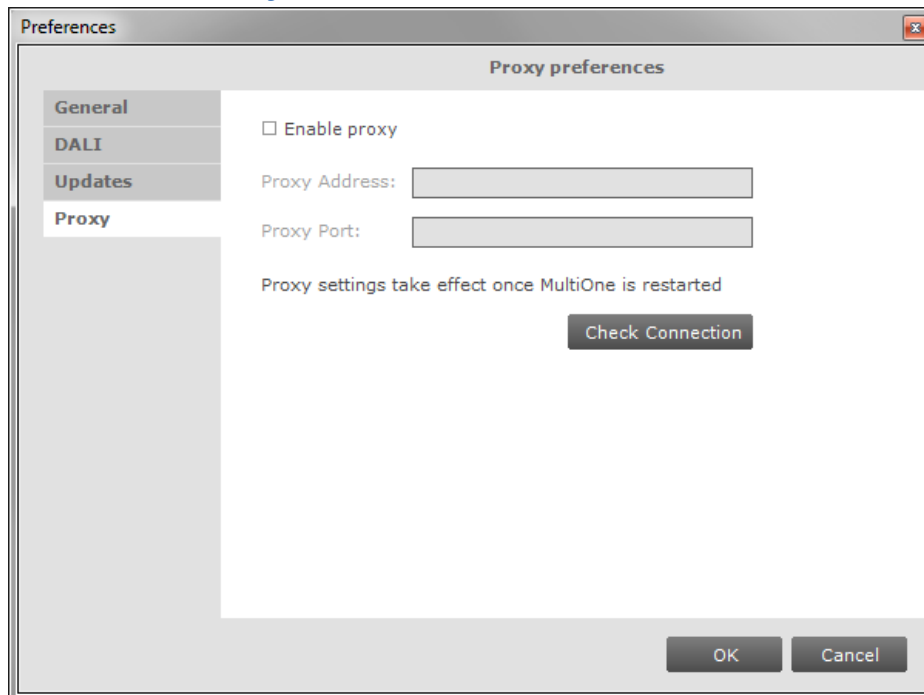 Preferences
Proxy preferences
General
DALI
Updates
Proxy
Enable proxy
Proxy Address:
Proxy Port:
Proxy settings take effect once MultiOne is restarted
Check Connection
OK
Cancel